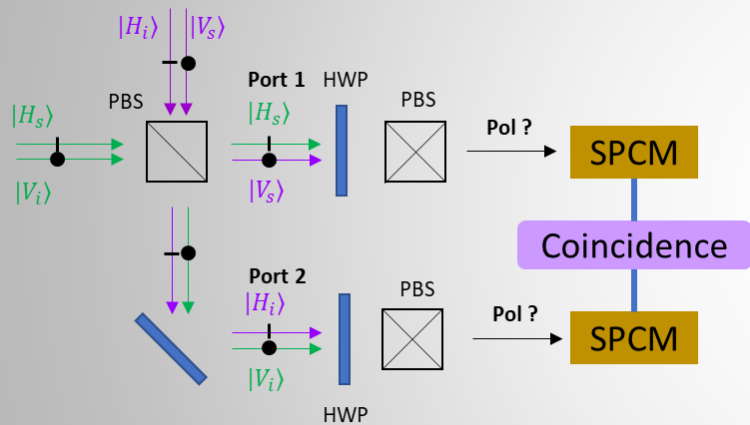 |H_i⟩ |V_s⟩
Port 1
HWP
PBS
PBS
|H_s⟩
|H_s⟩
Pol ?
SPCM
|V_i⟩
|V_s⟩
Coincidence
Port 2
PBS
|H_i⟩
Pol ?
SPCM
|V_i⟩
HWP